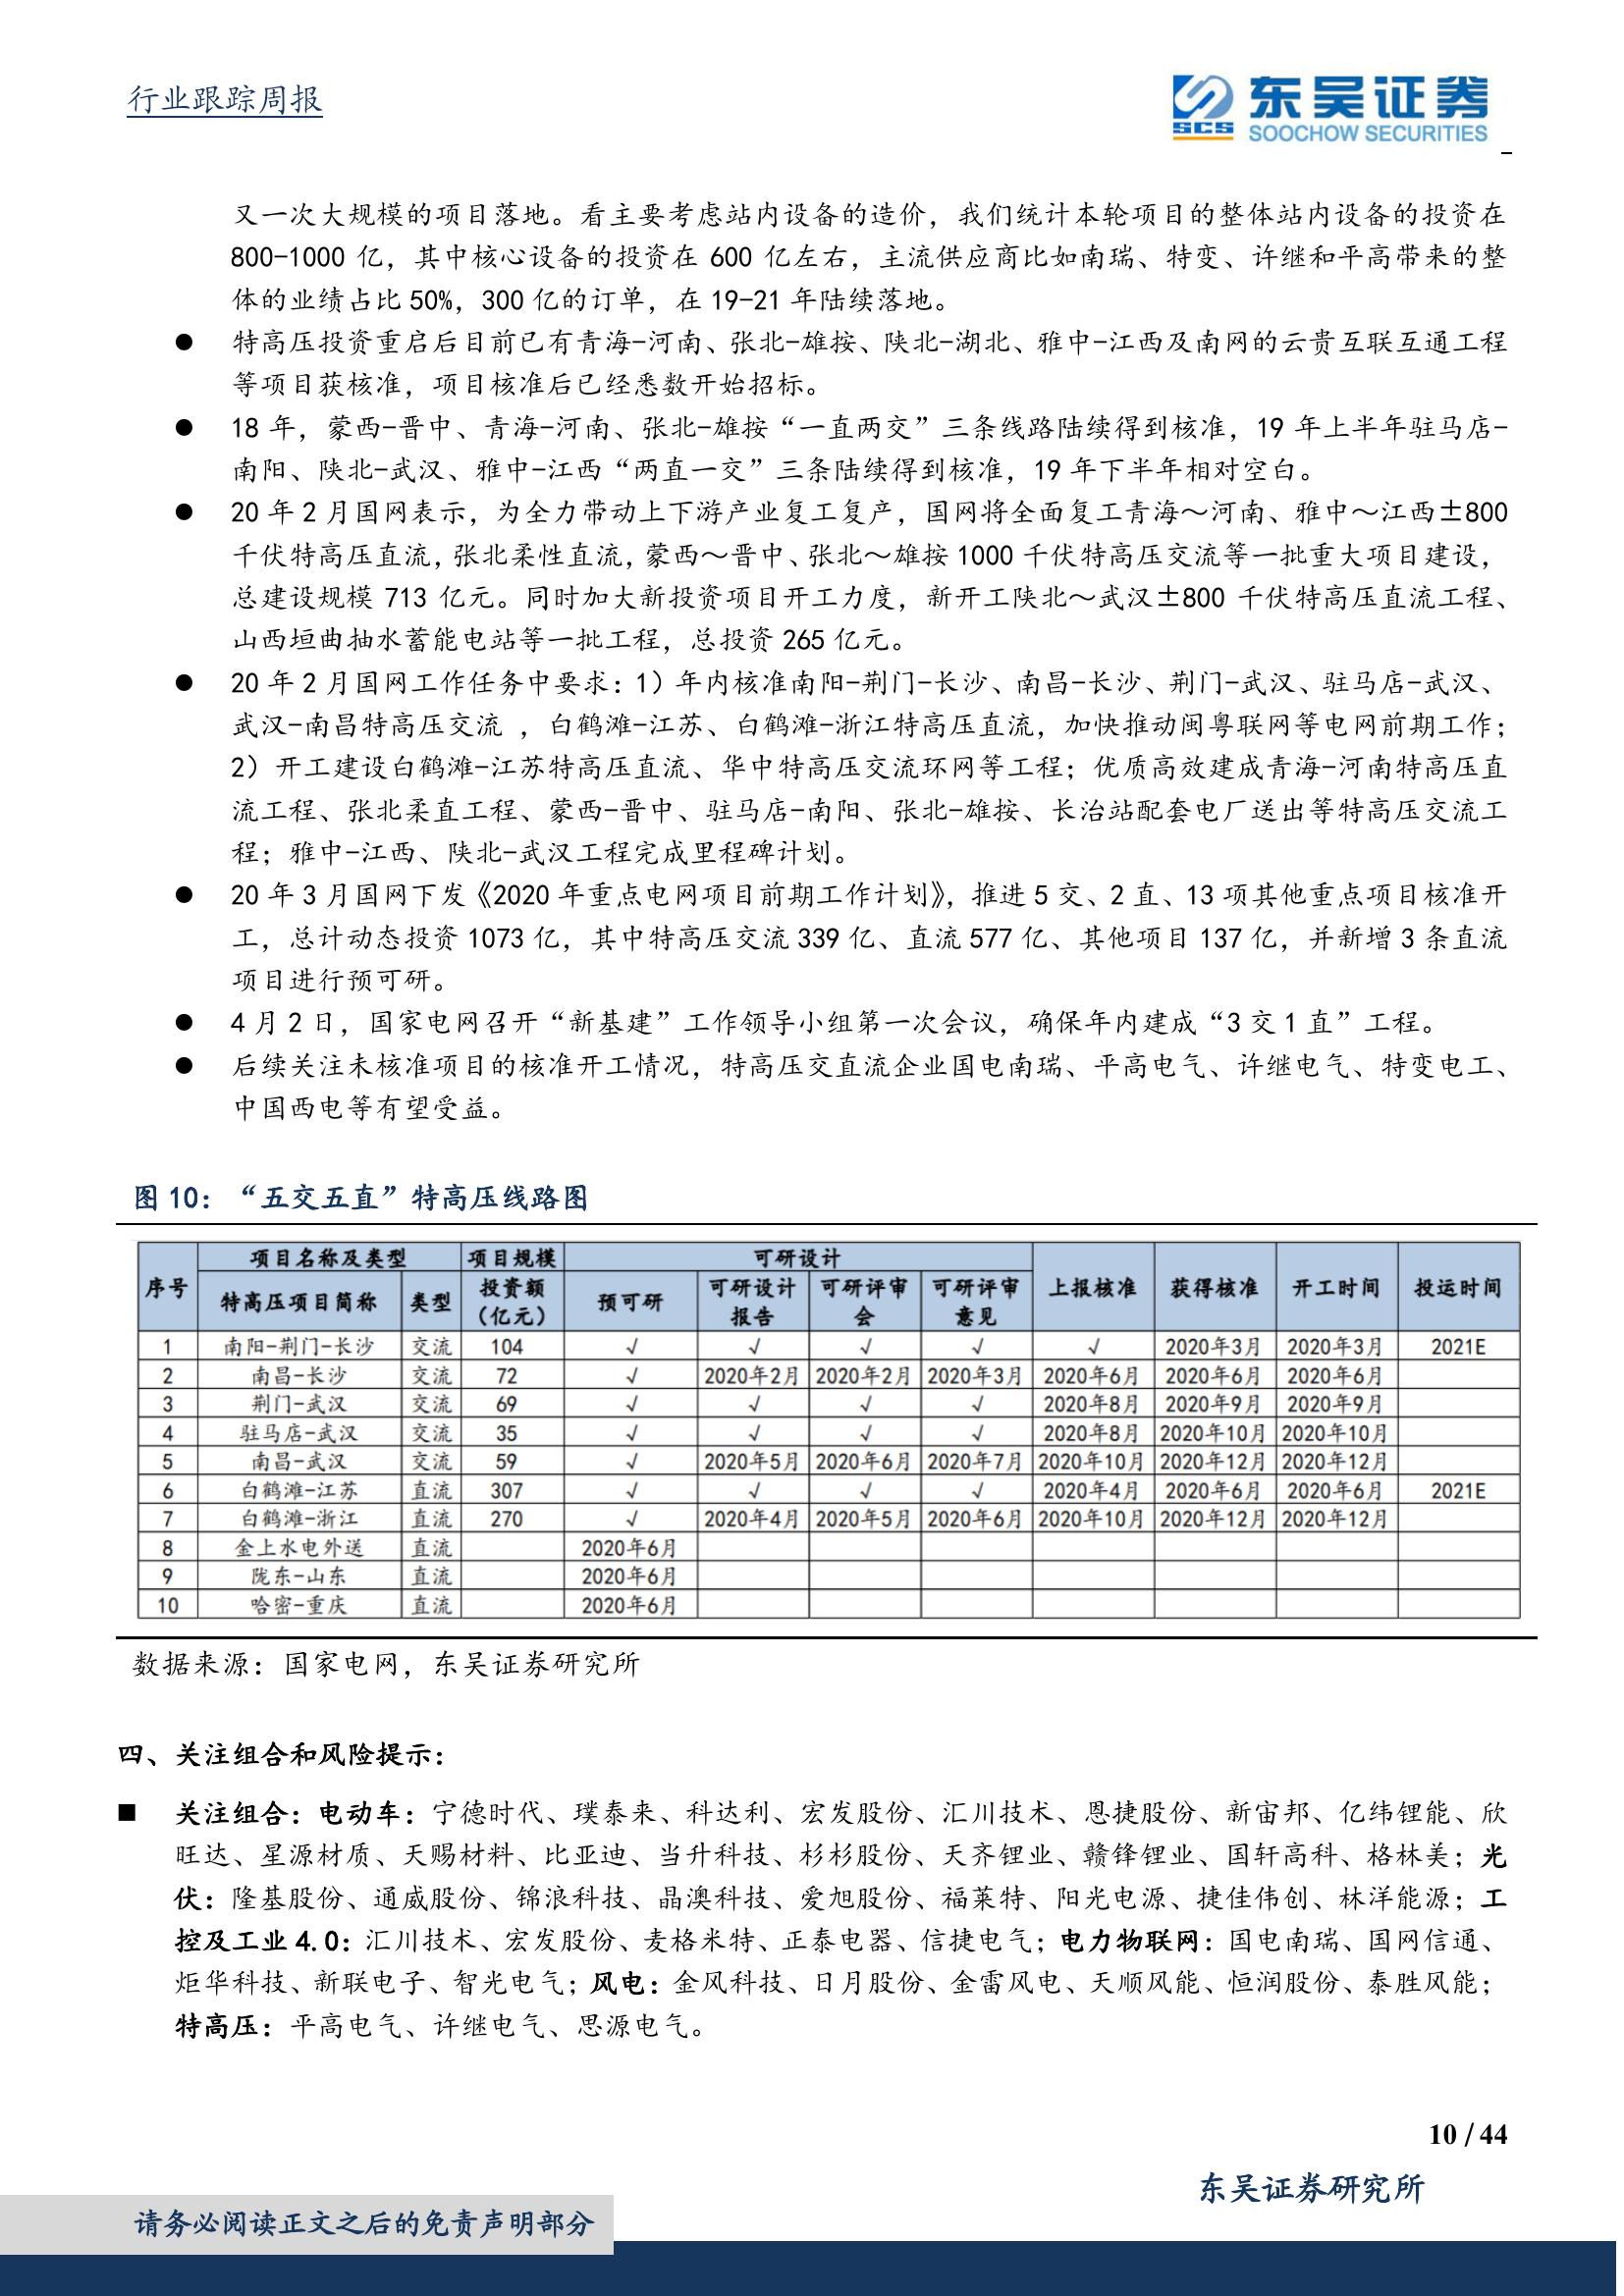 行业跟踪周报
SCS 东吴证券
SOOCHOW SECURITIES
又一次大规模的项目落地。看主要考虑站内设备的造价，我们统计本轮项目的整体站内设备的投资在
800-1000 亿，其中核心设备的投资在 600 亿左右，主流供应商比如南瑞、特变、许继和平高带来的整
体的业绩占比 50%，300 亿的订单，在 19-21 年陆续落地。
● 特高压投资重启后目前已有青海-河南、张北-雄按、陕北-湖北、雅中-江西及南网的云贵互联互通工程
等项目获核准，项目核准后已经悉数开始招标。
● 18 年，蒙西-晋中、青海-河南、张北-雄按“一直两交”三条线路陆续得到核准，19 年上半年驻马店-
南阳、陕北-武汉、雅中-江西“两直一交”三条陆续得到核准，19 年下半年相对空白。
● 20 年 2 月国网表示，为全力带动上下游产业复工复产，国网将全面复工青海～河南、雅中～江西±800
千伏特高压直流，张北柔性直流，蒙西～晋中、张北～雄按 1000 千伏特高压交流等一批重大项目建设，
总建设规模 713 亿元。同时加大新投资项目开工力度，新开工陕北～武汉±800 千伏特高压直流工程、
山西垣曲抽水蓄能电站等一批工程，总投资 265 亿元。
● 20 年 2 月国网工作任务中要求：1）年内核准南阳-荆门-长沙、南昌-长沙、荆门-武汉、驻马店-武汉、
武汉-南昌特高压交流 ，白鹤滩-江苏、白鹤滩-浙江特高压直流，加快推动闽粤联网等电网前期工作；
2）开工建设白鹤滩-江苏特高压直流、华中特高压交流环网等工程；优质高效建成青海-河南特高压直
流工程、张北柔直工程、蒙西-晋中、驻马店-南阳、张北-雄按、长治站配套电厂送出等特高压交流工
程；雅中-江西、陕北-武汉工程完成里程碑计划。
● 20 年 3 月国网下发《2020 年重点电网项目前期工作计划》，推进 5 交、2 直、13 项其他重点项目核准开
工，总计动态投资 1073 亿，其中特高压交流 339 亿、直流 577 亿、其他项目 137 亿，并新增 3 条直流
项目进行预可研。
● 4 月 2 日，国家电网召开“新基建”工作领导小组第一次会议，确保年内建成“3 交 1 直”工程。
● 后续关注未核准项目的核准开工情况，特高压交直流企业国电南瑞、平高电气、许继电气、特变电工、
中国西电等有望受益。
图 10：“五交五直”特高压线路图
序号 项目名称及类型 项目规模 可研设计 上报核准 获得核准 开工时间 投运时间
特高压项目简称 类型 投资额（亿元） 预可研 可研设计报告 可研评审会 可研评审意见
1 南阳-荆门-长沙 交流 104 √ √ √ √ √ 2020年3月 2020年3月 2021E
2 南昌-长沙 交流 72 √ 2020年2月 2020年2月 2020年3月 2020年6月 2020年6月 2020年6月
3 荆门-武汉 交流 69 √ √ √ √ 2020年8月 2020年9月 2020年9月
4 驻马店-武汉 交流 35 √ √ √ √ 2020年8月 2020年10月 2020年10月
5 南昌-武汉 交流 59 √ 2020年5月 2020年6月 2020年7月 2020年10月 2020年12月 2020年12月
6 白鹤滩-江苏 直流 307 √ √ √ √ 2020年4月 2020年6月 2020年6月 2021E
7 白鹤滩-浙江 直流 270 √ 2020年4月 2020年5月 2020年6月 2020年10月 2020年12月 2020年12月
8 金上水电外送 直流 2020年6月
9 陇东-山东 直流 2020年6月
10 哈密-重庆 直流 2020年6月
数据来源：国家电网，东吴证券研究所
四、关注组合和风险提示：
■ 关注组合：电动车：宁德时代、璞泰来、科达利、宏发股份、汇川技术、恩捷股份、新宙邦、亿纬锂能、欣
旺达、星源材质、天赐材料、比亚迪、当升科技、杉杉股份、天齐锂业、赣锋锂业、国轩高科、格林美；光
伏：隆基股份、通威股份、锦浪科技、晶澳科技、爱旭股份、福莱特、阳光电源、捷佳伟创、林洋能源；工
控及工业 4.0：汇川技术、宏发股份、麦格米特、正泰电器、信捷电气；电力物联网：国电南瑞、国网信通、
炬华科技、新联电子、智光电气；风电：金风科技、日月股份、金雷风电、天顺风能、恒润股份、泰胜风能；
特高压：平高电气、许继电气、思源电气。
10 / 44
东吴证券研究所
请务必阅读正文之后的免责声明部分